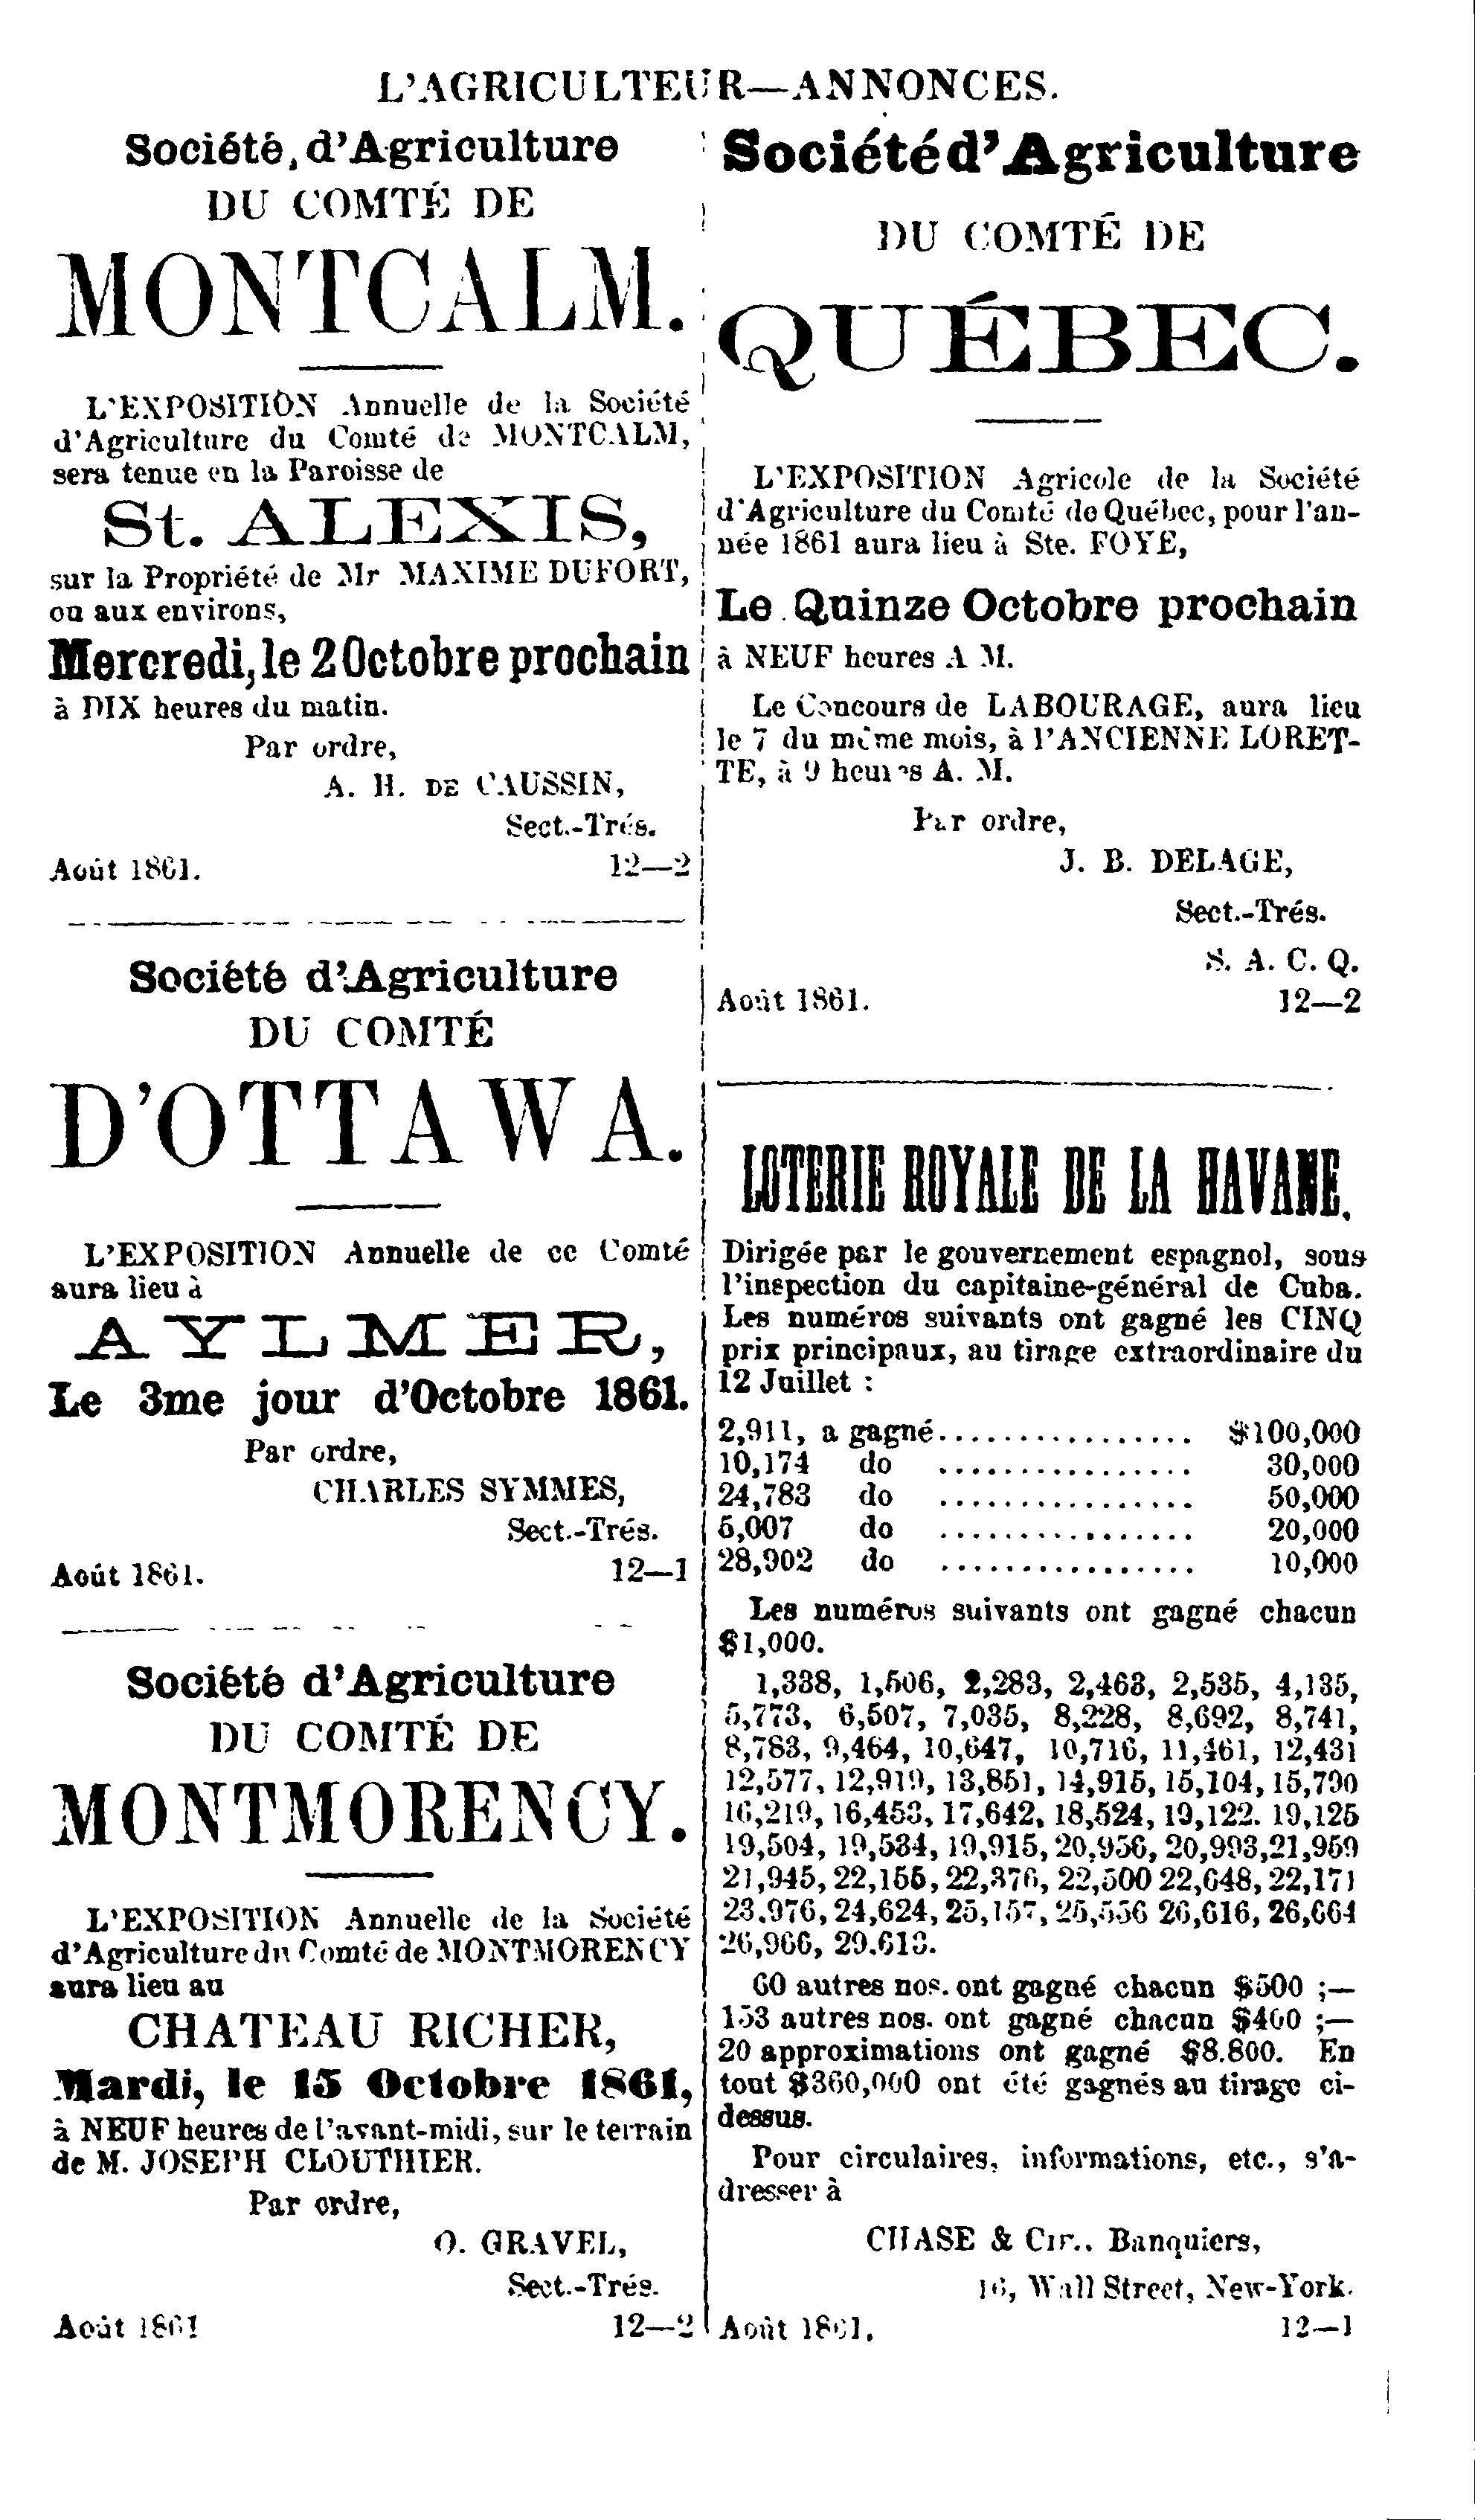 L'AGRICULTEUR—ANNONCES.
Société d'Agriculture
DU COMTÉ DE
MONTCALM.
L'EXPOSITION Annuelle de la Société
d'Agriculture du Comté de MONTCALM,
sera tenue en la Paroisse de
St. ALEXIS,
sur la Propriété de Mr MAXIME DUFORT,
ou aux environs,
Mercredi, le 2 Octobre prochain
à DIX heures du matin.
Par ordre,
A. H. DE CAUSSIN,
Sect.-Trés.
Août 1861. 12—2
Société d'Agriculture
DU COMTÉ
D'OTTAWA.
L'EXPOSITION Annuelle de ce Comté
aura lieu à
AYLMER,
Le 3me jour d'Octobre 1861.
Par ordre,
CHARLES SYMMES,
Sect.-Trés.
Août 1861. 12—1
Société d'Agriculture
DU COMTÉ DE
MONTMORENCY.
L'EXPOSITION Annuelle de la Société
d'Agriculture du Comté de MONTMORENCY
aura lieu au
CHATEAU RICHER,
Mardi, le 15 Octobre 1861,
à NEUF heures de l'avant-midi, sur le terrain
de M. JOSEPH CLOUTHIER.
Par ordre,
O. GRAVEL,
Sect.-Trés.
Août 1861 12—2
Société d'Agriculture
DU COMTÉ DE
QUÉBEC.
L'EXPOSITION Agricole de la Société
d'Agriculture du Comté de Québec, pour l'an-
née 1861 aura lieu à Ste. FOYE,
Le Quinze Octobre prochain
à NEUF heures A M.
Le Concours de LABOURAGE, aura lieu
le 7 du même mois, à l'ANCIENNE LORET-
TE, à 9 heures A. M.
Par ordre,
J. B. DELAGE,
Sect.-Trés.
S. A. C. Q.
Août 1861. 12—2
LOTERIE ROYALE DE LA HAVANE.
Dirigée par le gouvernement espagnol, sous
l'inspection du capitaine-général de Cuba.
Les numéros suivants ont gagné les CINQ
prix principaux, au tirage extraordinaire du
12 Juillet :
2,911, a gagné................ $100,000
10,174 do ................ 30,000
24,783 do ................ 50,000
5,007 do ................ 20,000
28,902 do ................ 10,000
Les numéros suivants ont gagné chacun
$1,000.
1,338, 1,506, 2,283, 2,463, 2,535, 4,135,
5,773, 6,507, 7,035, 8,228, 8,692, 8,741,
8,783, 9,464, 10,647, 10,716, 11,461, 12,431
12,577, 12,919, 13,851, 14,915, 15,104, 15,790
16,219, 16,453, 17,642, 18,524, 19,122. 19,125
19,504, 19,534, 19,915, 20,956, 20,993,21,959
21,945, 22,155, 22,376, 22,500 22,648, 22,171
23.976, 24,624, 25,157, 25,556 26,616, 26,664
26,966, 29.613.
60 autres nos. ont gagné chacun $500 ;—
153 autres nos. ont gagné chacun $400 ;—
20 approximations ont gagné $8.800. En
tout $360,000 ont été gagnés au tirage ci-
dessus.
Pour circulaires, informations, etc., s'a-
dresser à
CHASE & CIE., Banquiers,
16, Wall Street, New-York.
Août 1861. 12—1